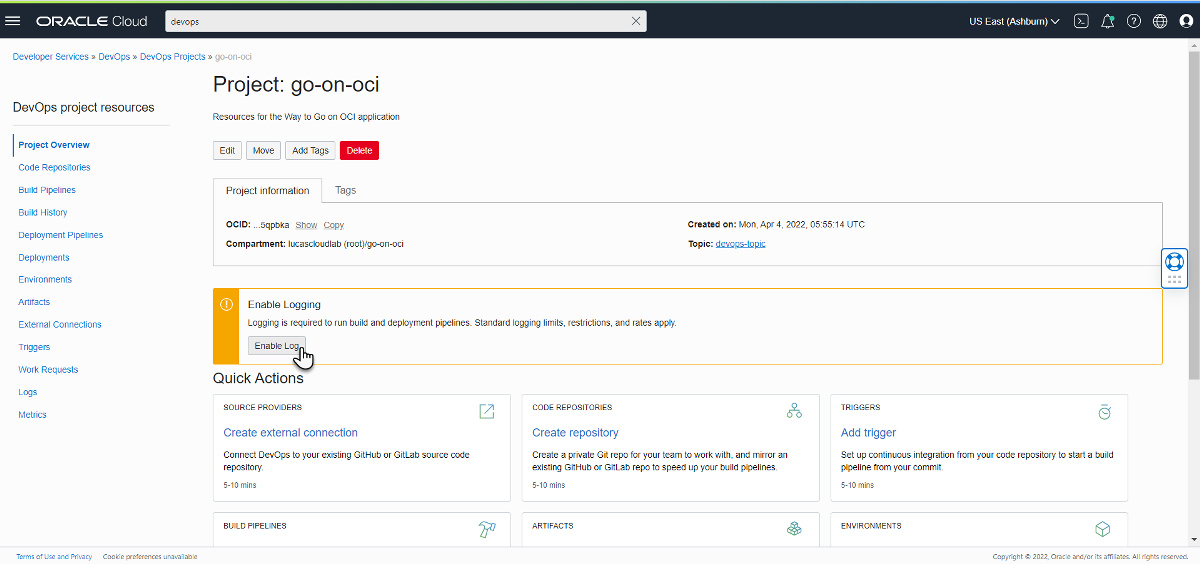 ORACLE Cloud
devops
US East (Ashburn)
Developer Services » DevOps » DevOps Projects » go-on-oci
DevOps project resources
Project Overview
Code Repositories
Build Pipelines
Build History
Deployment Pipelines
Deployments
Environments
Artifacts
External Connections
Triggers
Work Requests
Logs
Metrics
Project: go-on-oci
Resources for the Way to Go on OCI application
Edit Move Add Tags Delete
Project information Tags
OCID: ...5qpbka Show Copy
Created on: Mon, Apr 4, 2022, 05:55:14 UTC
Compartment: lucascloudlab (root)/go-on-oci
Topic: devops-topic
Enable Logging
Logging is required to run build and deployment pipelines. Standard logging limits, restrictions, and rates apply.
Enable Log
Quick Actions
SOURCE PROVIDERS
Create external connection
Connect DevOps to your existing GitHub or GitLab source code
repository.
5-10 mins
CODE REPOSITORIES
Create repository
Create a private Git repo for your team to work with, and mirror an
existing GitHub or GitLab repo to speed up your build pipelines.
5-10 mins
TRIGGERS
Add trigger
Set up continuous integration from your code repository to start a build
pipeline from your commit.
5-10 mins
BUILD PIPELINES
ARTIFACTS
ENVIRONMENTS
Terms of Use and Privacy Cookie preferences unavailable
Copyright © 2022, Oracle and/or its affiliates. All rights reserved.